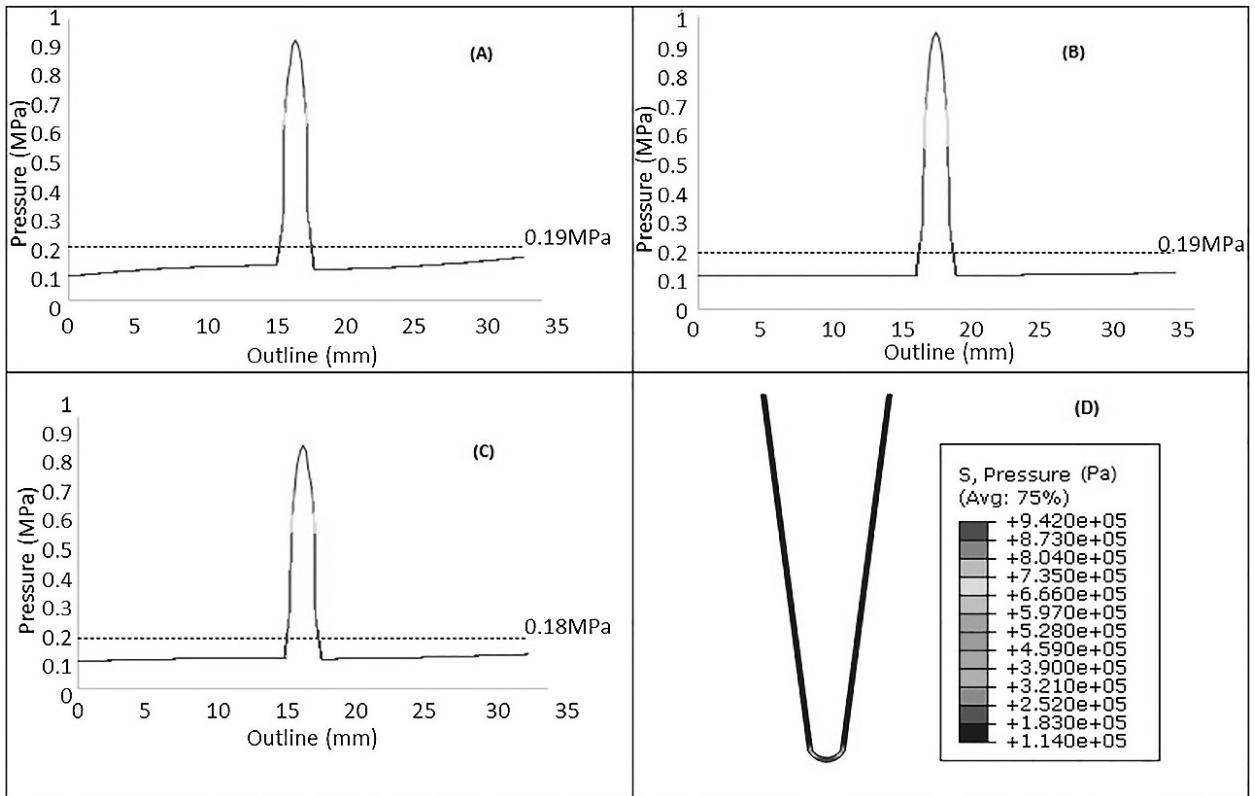 (A)
Pressure (MPa)
1
0.9
0.8
0.7
0.6
0.5
0.4
0.3
0.2
0.1
0
0.19MPa
0 5 10 15 20 25 30 35
Outline (mm)
(B)
Pressure (MPa)
1
0.9
0.8
0.7
0.6
0.5
0.4
0.3
0.2
0.1
0
0.19MPa
0 5 10 15 20 25 30 35
Outline (mm)
(C)
Pressure (MPa)
1
0.9
0.8
0.7
0.6
0.5
0.4
0.3
0.2
0.1
0
0.18MPa
0 5 10 15 20 25 30 35
Outline (mm)
(D)
S, Pressure (Pa)
(Avg: 75%)
+9.420e+05
+8.730e+05
+8.040e+05
+7.350e+05
+6.660e+05
+5.970e+05
+5.280e+05
+4.590e+05
+3.900e+05
+3.210e+05
+2.520e+05
+1.830e+05
+1.140e+05